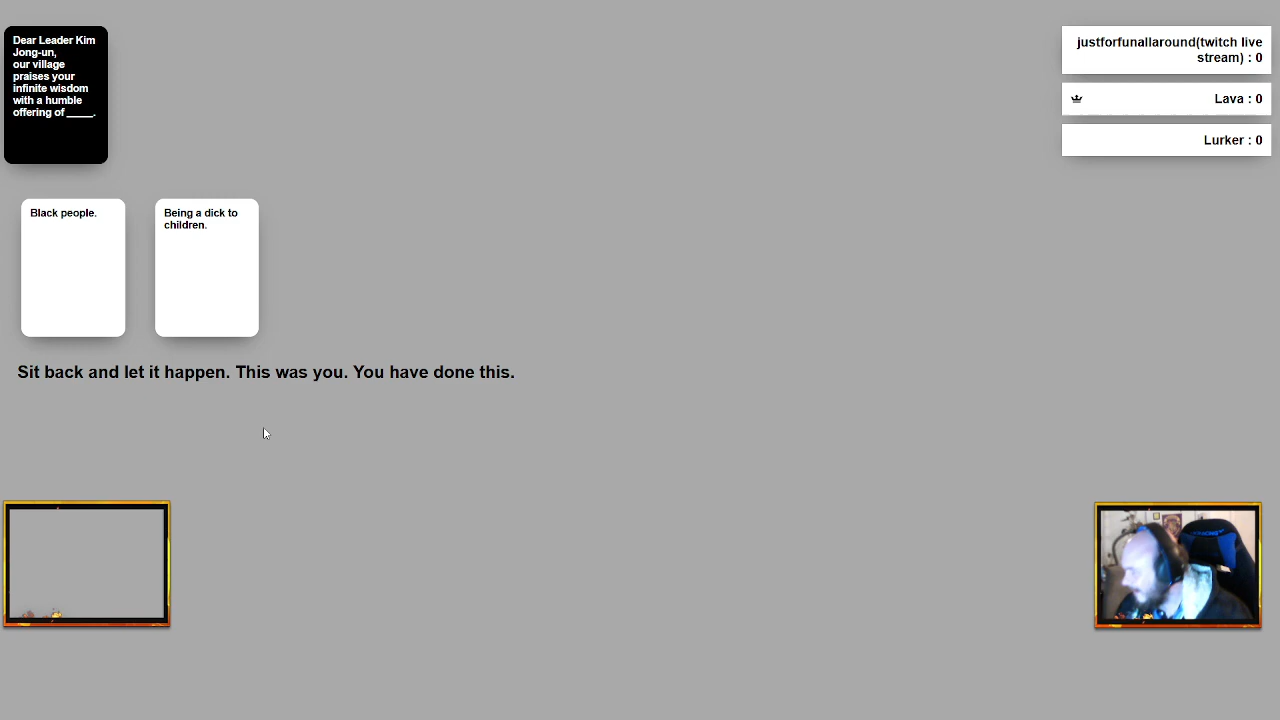 Dear Leader Kim
Jong-un,
our village
praises your
infinite wisdom
with a humble
offering of _____.
justforfunallaround(twitch live
stream) : 0
Lava : 0
Lurker : 0
Black people.
Being a dick to
children.
Sit back and let it happen. This was you. You have done this.